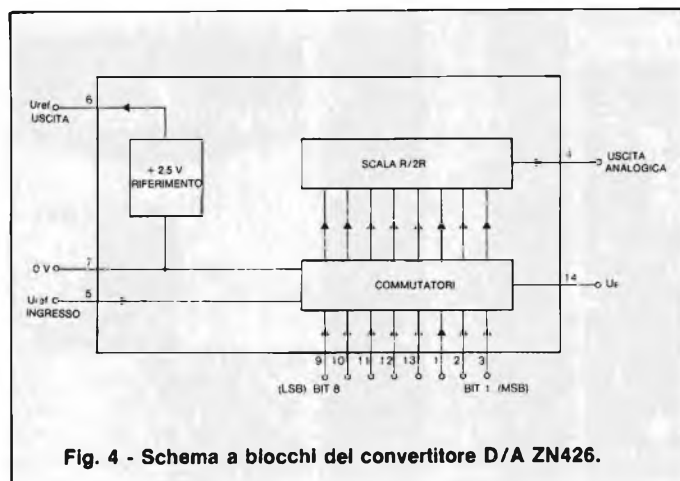 Uref
USCITA
6
+ 2.5 V
RIFERIMENTO
SCALA R/2R
4
USCITA
ANALOGICA
0 V
7
Uref
INGRESSO
5
COMMUTATORI
14
9 10 11 12 13 1 2 3
(LSB) BIT 8
BIT 1 (MSB)
Fig. 4 - Schema a blocchi del convertitore D/A ZN426.